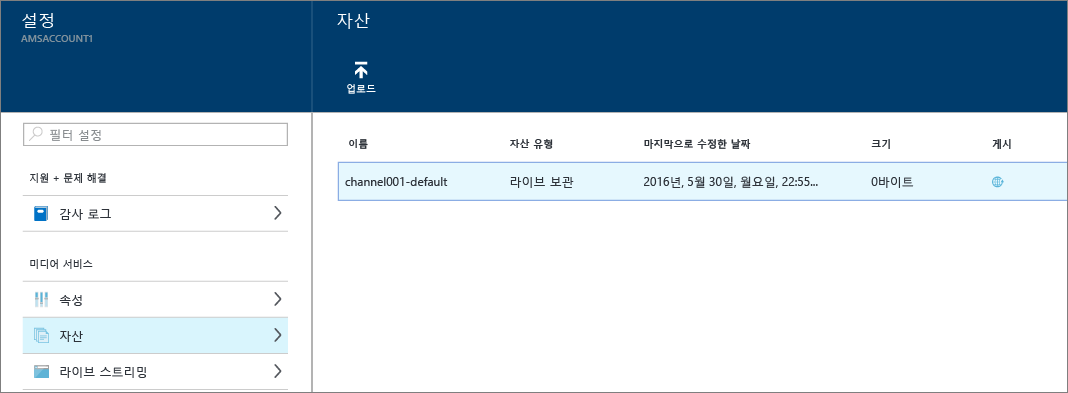 설정
AMSACCOUNT1
필터 설정
지원 + 문제 해결
감사 로그
미디어 서비스
속성
자산
라이브 스트리밍
자산
업로드
이름 자산 유형 마지막으로 수정한 날짜 크기 게시
channel001-default 라이브 보관 2016년, 5월 30일, 월요일, 22:55... 0바이트